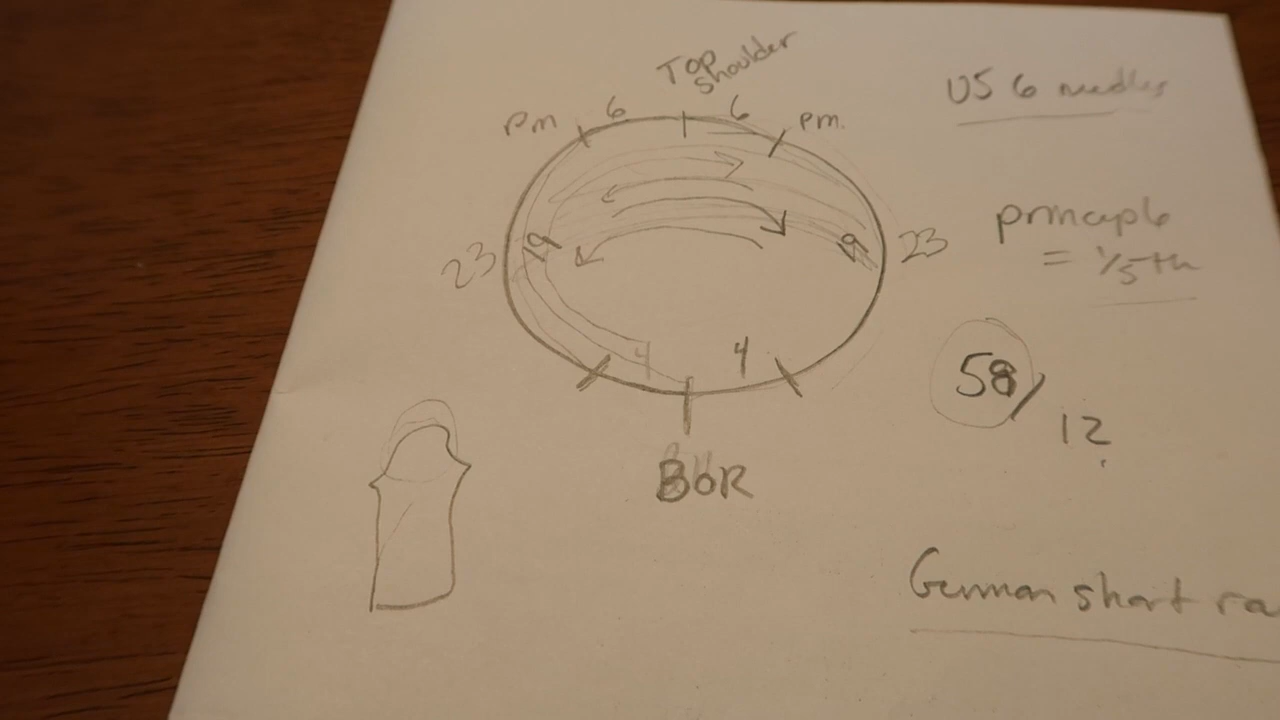 Top
shoulder
US 6 needles
Pm 6 6 pm.
principle
= 1/5th
23 19 19 23
4 4
58/
12
BOR
German short ro